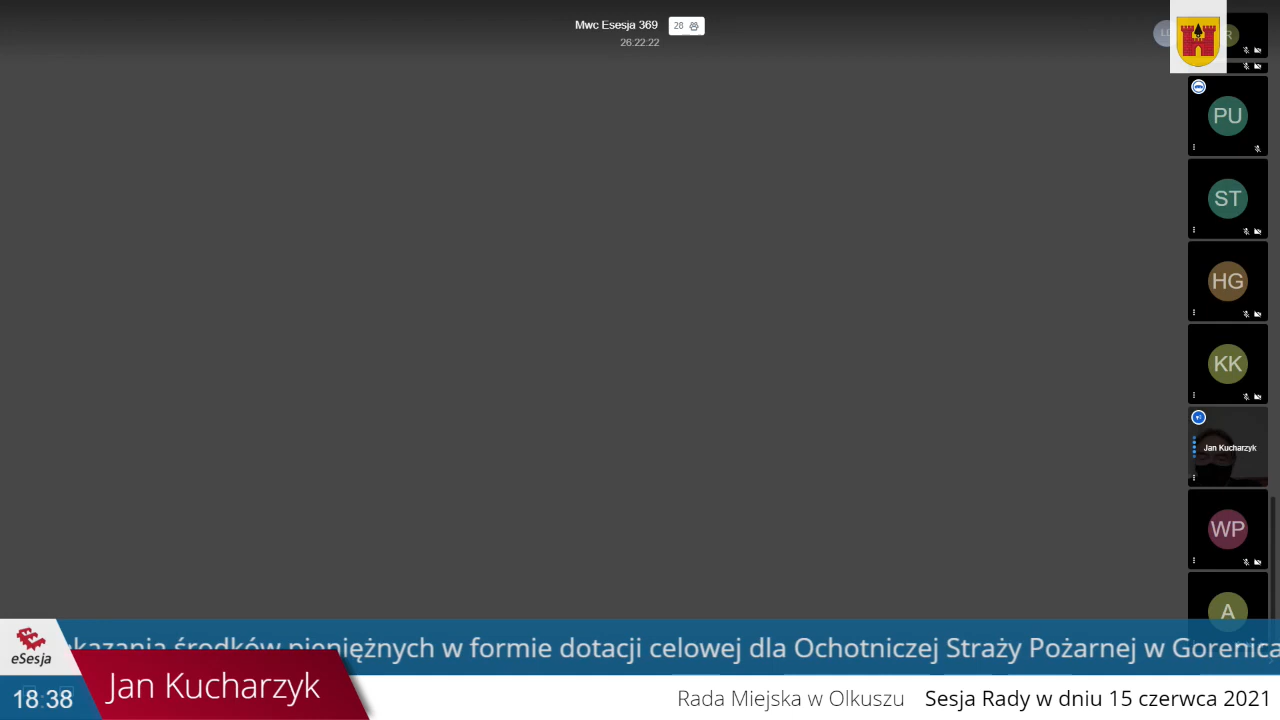 Mwc Esesja 369
28
26:22:22
LL
R
PU
ST
HG
KK
Jan Kucharzyk
WP
A
środków pieniężnych w formie dotacji celowej dla Ochotniczej Straży Pożarnej w Gorenica
eSesja
Jan Kucharzyk
18:38
Rada Miejska w Olkuszu Sesja Rady w dniu 15 czerwca 2021